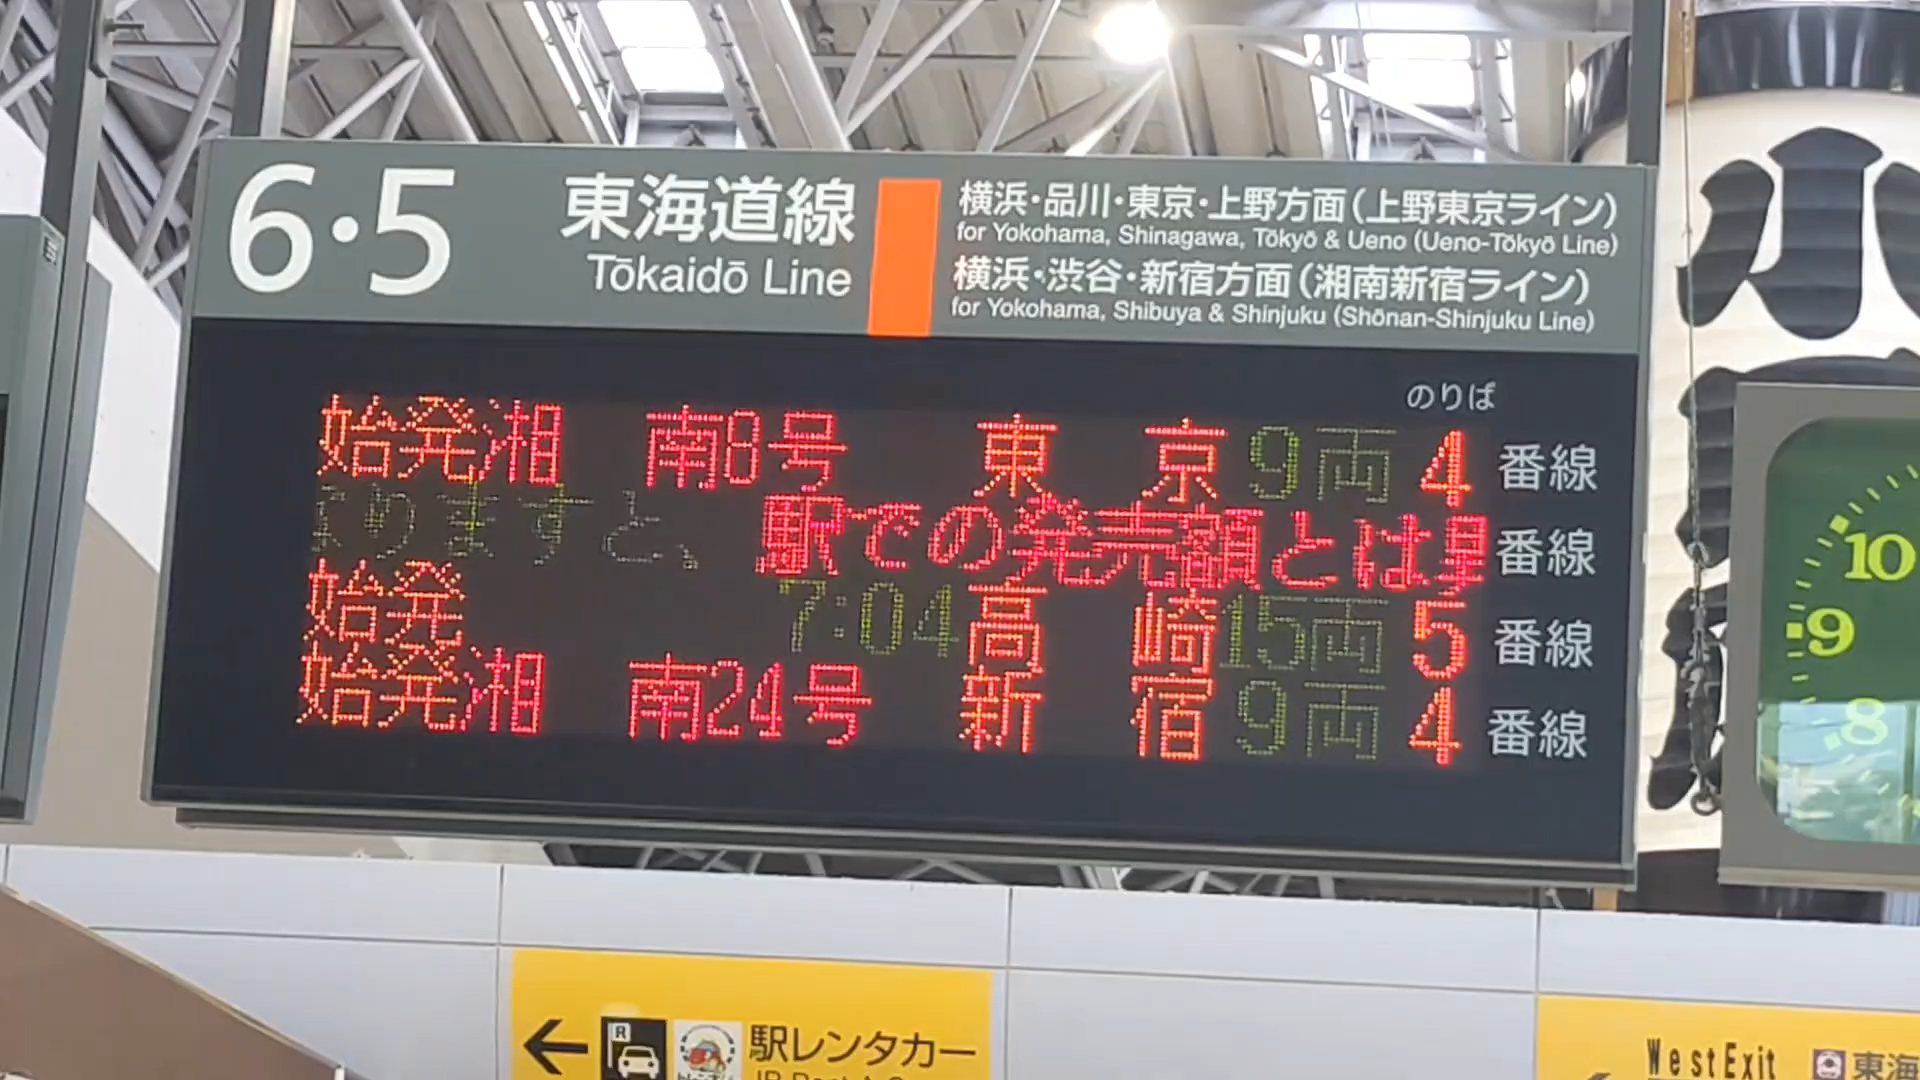 6・5 東海道線
Tōkaidō Line
横浜・品川・東京・上野方面（上野東京ライン）
for Yokohama, Shinagawa, Tōkyō & Ueno (Ueno-Tōkyō Line)
横浜・渋谷・新宿方面（湘南新宿ライン）
for Yokohama, Shibuya & Shinjuku (Shōnan-Shinjuku Line)
のりば
始発湘 南8号 東 京 9両 4 番線
りますと、駅での発売額とは 番線
始発 7:04 高 崎 15両 5 番線
始発湘 南24号 新 宿 9両 4 番線
小
10
9
8
R
駅レンタカー
West Exit
東海